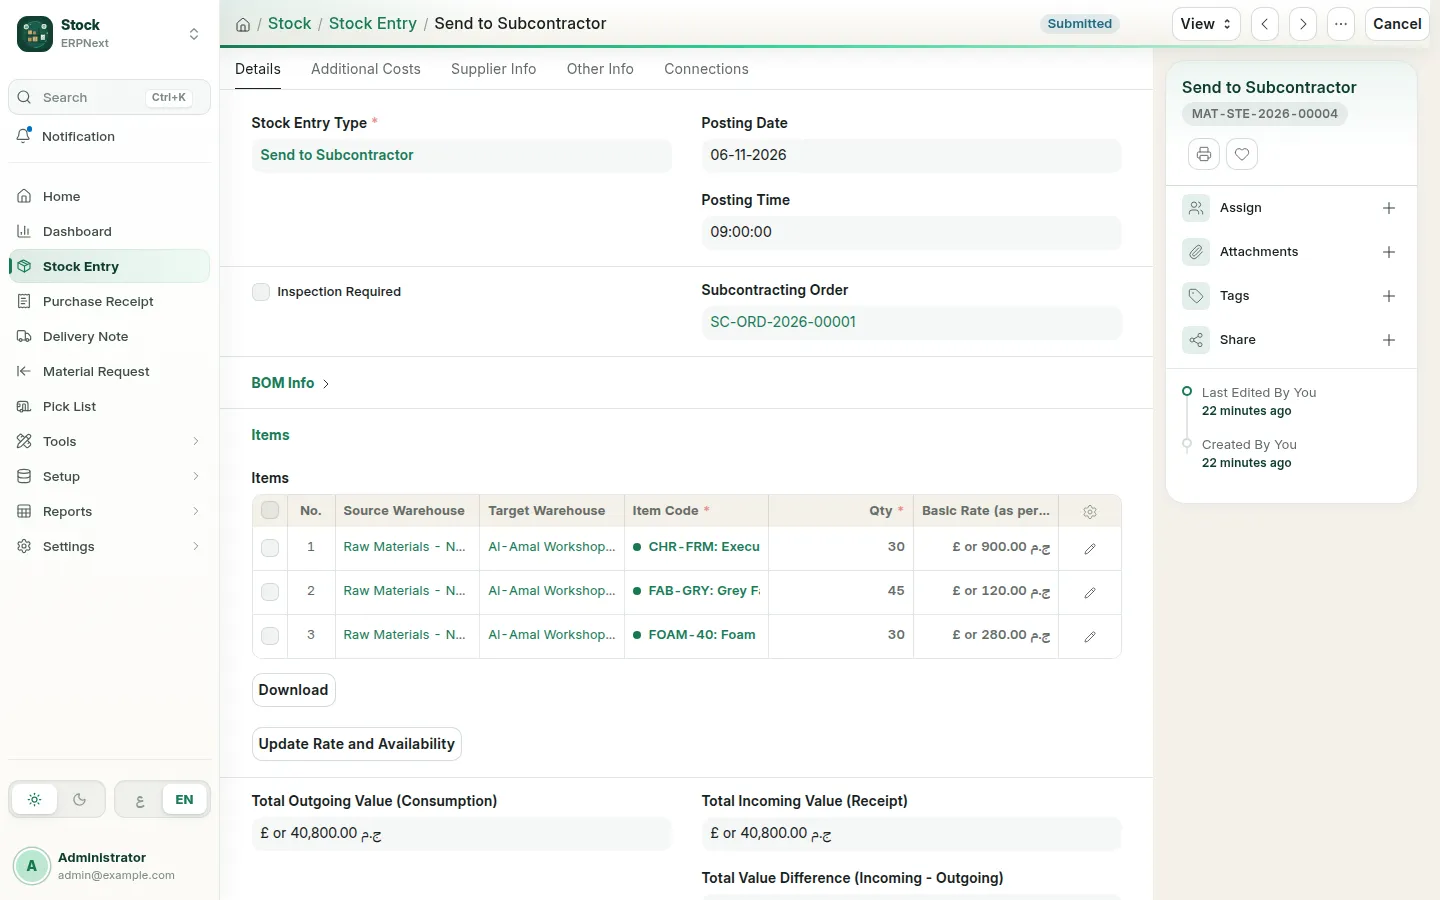 Stock
ERPNext
Search
Ctrl+K
Notification
Home
Dashboard
Stock Entry
Purchase Receipt
Delivery Note
Material Request
Pick List
Tools
Setup
Reports
Settings
ع
EN
A
Administrator
admin@example.com
/ Stock / Stock Entry / Send to Subcontractor
Submitted
View
Cancel
Details
Additional Costs
Supplier Info
Other Info
Connections
Stock Entry Type *
Send to Subcontractor
Posting Date
06-11-2026
Posting Time
09:00:00
Inspection Required
Subcontracting Order
SC-ORD-2026-00001
BOM Info
Items
Items
No. Source Warehouse Target Warehouse Item Code * Qty * Basic Rate (as per...
1 Raw Materials - N... Al-Amal Workshop... CHR-FRM: Execu 30 £ or 900.00 ج.م
2 Raw Materials - N... Al-Amal Workshop... FAB-GRY: Grey Fa 45 £ or 120.00 ج.م
3 Raw Materials - N... Al-Amal Workshop... FOAM-40: Foam 30 £ or 280.00 ج.م
Download
Update Rate and Availability
Total Outgoing Value (Consumption)
£ or 40,800.00 ج.م
Total Incoming Value (Receipt)
£ or 40,800.00 ج.م
Total Value Difference (Incoming - Outgoing)
Send to Subcontractor
MAT-STE-2026-00004
Assign
Attachments
Tags
Share
Last Edited By You
22 minutes ago
Created By You
22 minutes ago